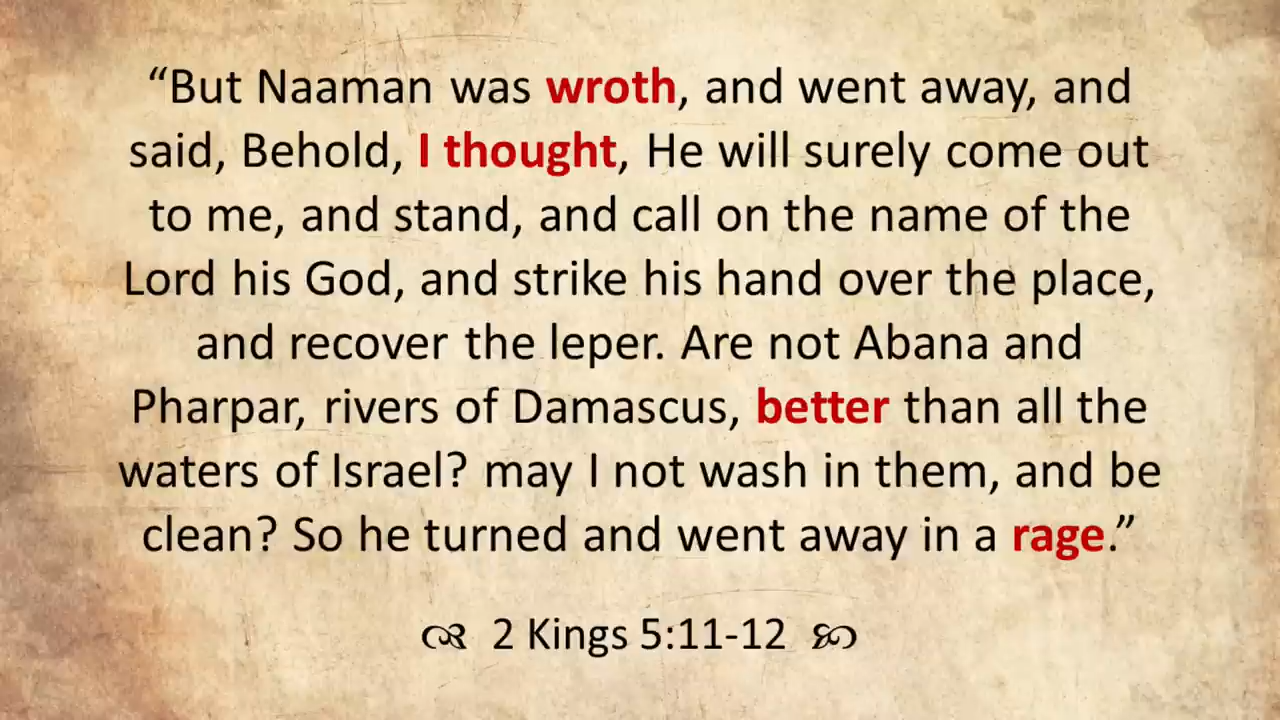 “But Naaman was wroth, and went away, and
said, Behold, I thought, He will surely come out
to me, and stand, and call on the name of the
Lord his God, and strike his hand over the place,
and recover the leper. Are not Abana and
Pharpar, rivers of Damascus, better than all the
waters of Israel? may I not wash in them, and be
clean? So he turned and went away in a rage.”
2 Kings 5:11-12